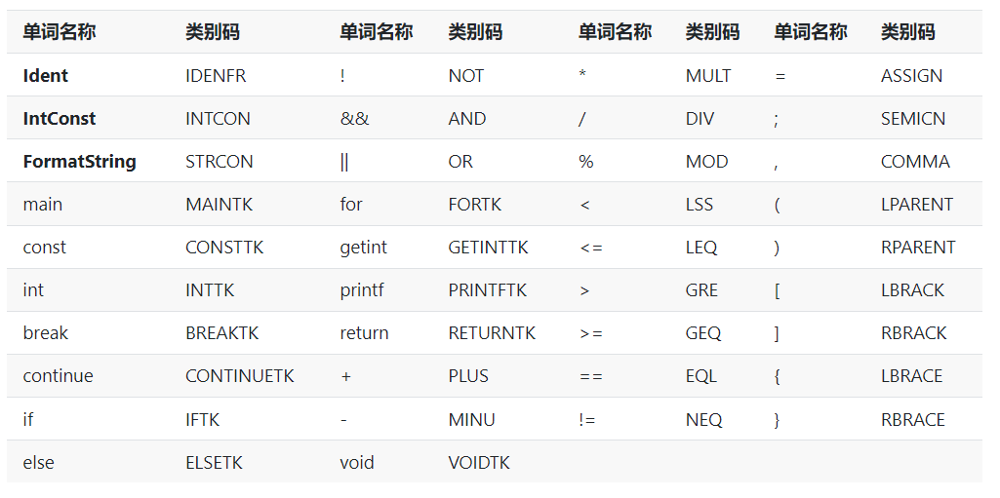 单词名称 类别码 单词名称 类别码 单词名称 类别码 单词名称 类别码
Ident IDENFR ! NOT * MULT = ASSIGN
IntConst INTCON && AND / DIV ; SEMICN
FormatString STRCON || OR % MOD , COMMA
main MAINTK for FORTK < LSS ( LPARENT
const CONSTTK getint GETINTTK <= LEQ ) RPARENT
int INTTK printf PRINTFTK > GRE [ LBRACK
break BREAKTK return RETURNTK >= GEQ ] RBRACK
continue CONTINUETK + PLUS == EQL { LBRACE
if IFTK - MINU != NEQ } RBRACE
else ELSETK void VOIDTK